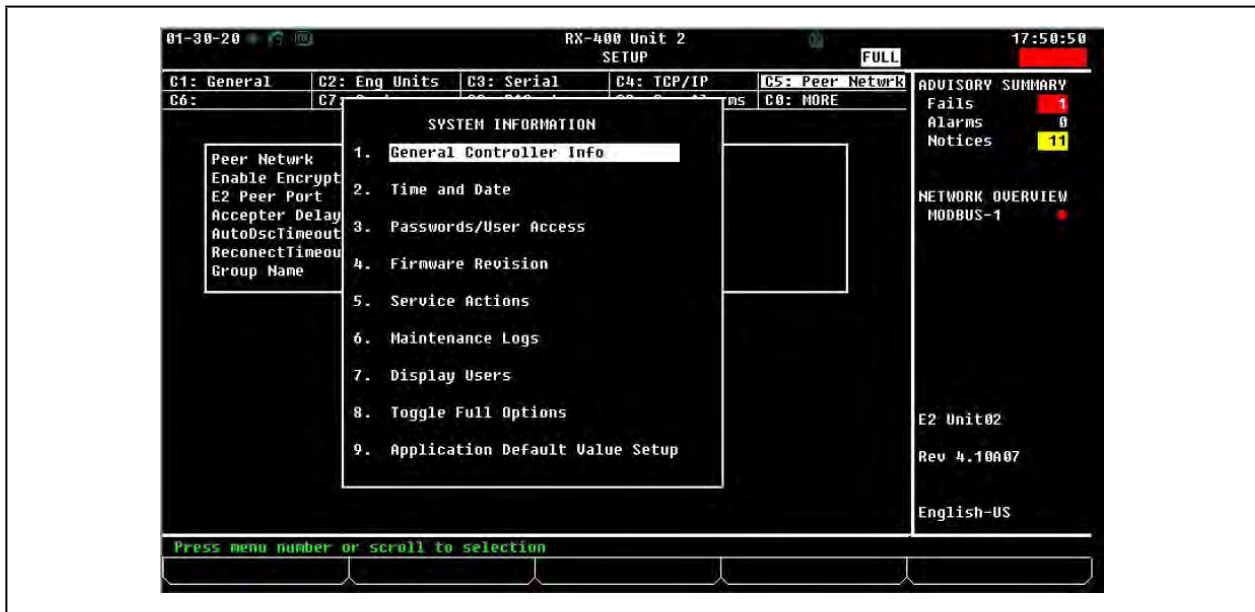 01-30-20 RX-400 Unit 2 17:50:50
SETUP FULL
C1: General C2: Eng Units C3: Serial C4: TCP/IP C5: Peer Netwrk
C6: C7: ms C0: MORE
ADVISORY SUMMARY
Fails 1
Alarms 0
Notices 11
NETWORK OVERVIEW
MODBUS-1
E2 Unit02
Rev 4.10A07
English-US
Peer Netwrk
Enable Encrypt
E2 Peer Port
Accepter Delay
AutoDscTimeout
ReconectTimeou
Group Name
SYSTEM INFORMATION
1. General Controller Info
2. Time and Date
3. Passwords/User Access
4. Firmware Revision
5. Service Actions
6. Maintenance Logs
7. Display Users
8. Toggle Full Options
9. Application Default Value Setup
Press menu number or scroll to selection